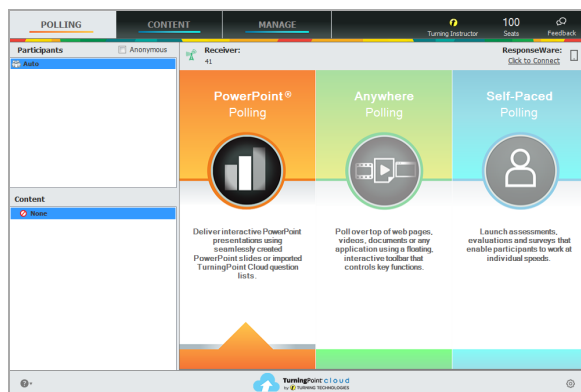 POLLING
CONTENT
MANAGE
Turning Instructor
100
Seats
Feedback
Participants
Anonymous
Auto
Receiver:
41
ResponseWare:
Click to Connect
Content
None
PowerPoint®
Polling
Deliver interactive PowerPoint
presentations using
seamlessly created
PowerPoint slides or imported
TurningPoint Cloud question
lists.
Anywhere
Polling
Poll over top of web pages,
videos, documents or any
application using a floating,
interactive toolbar that
controls key functions.
Self-Paced
Polling
Launch assessments,
evaluations and surveys that
enable participants to work at
individual speeds.
TurningPoint cloud
by TURNING TECHNOLOGIES